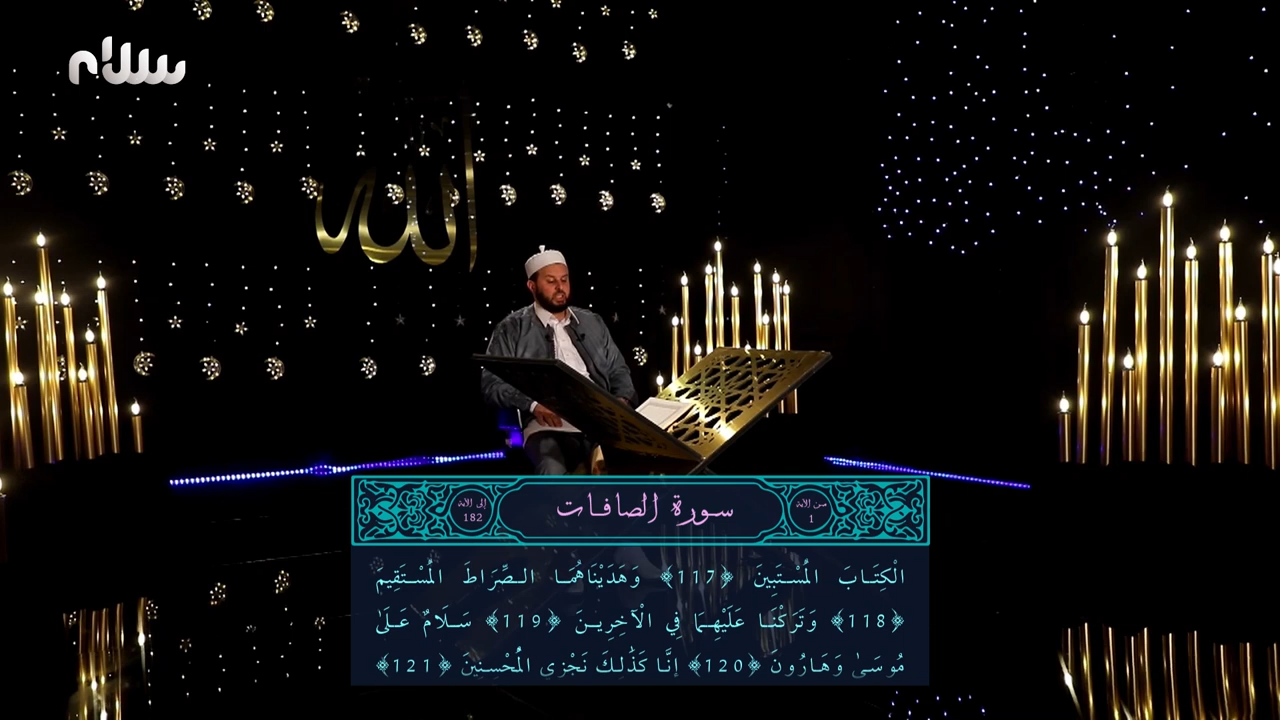 سلام
الله
سورة الصافات
من الآية
1
إلى الآية
182
الْكِتَابَ الْمُسْتَبِينَ ﴿117﴾ وَهَدَيْنَاهُمَا الصِّرَاطَ الْمُسْتَقِيمَ
﴿118﴾ وَتَرَكْنَا عَلَيْهِمَا فِي الْآخِرِينَ ﴿119﴾ سَلَامٌ عَلَىٰ
مُوسَىٰ وَهَارُونَ ﴿120﴾ إِنَّا كَذَٰلِكَ نَجْزِي الْمُحْسِنِينَ ﴿121﴾